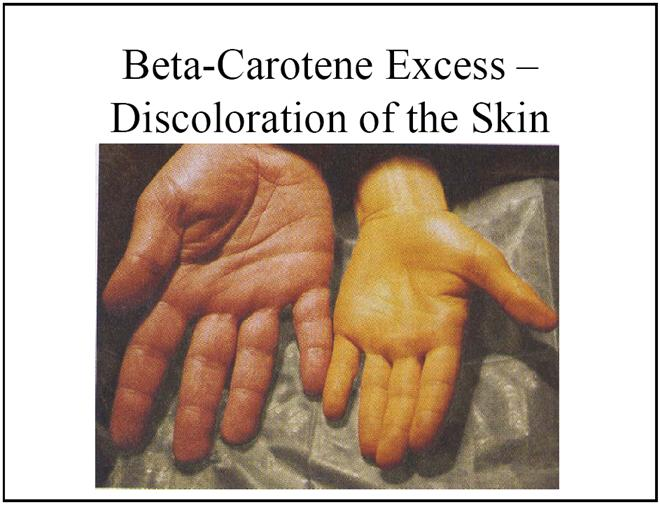 Beta-Carotene Excess –
Discoloration of the Skin